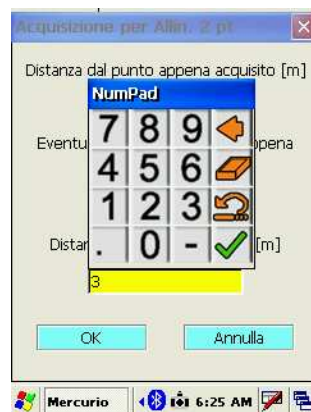 Acquisizione per Allin. 2 pt
Distanza dal punto appena acquisito [m]
NumPad
7 8 9
Eventu
ppena
4 5 6
1 2 3
Distan
. 0 -
[m]
3
OK Annulla
Mercurio 6:25 AM